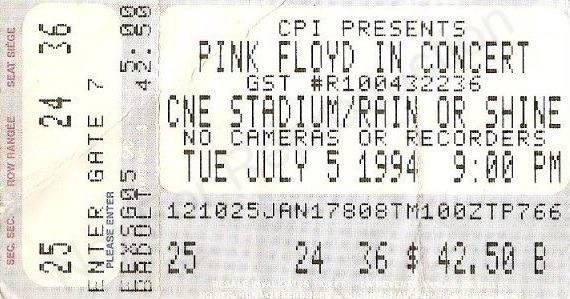 CPI PRESENTS
PINK FLOYD IN CONCERT
GST #R100432236
CNE STADIUM/RAIN OR SHINE
NO CAMERAS OR RECORDERS
TUE JULY 5 1994 9:00 PM
121025JAN17808TM100ZTP766
25 24 36 $ 42.50 B
SEC. SEC. ROW RANGÉE SEAT SIÈGE
25 24 36
ENTER GATE 7
PLEASE ENTER